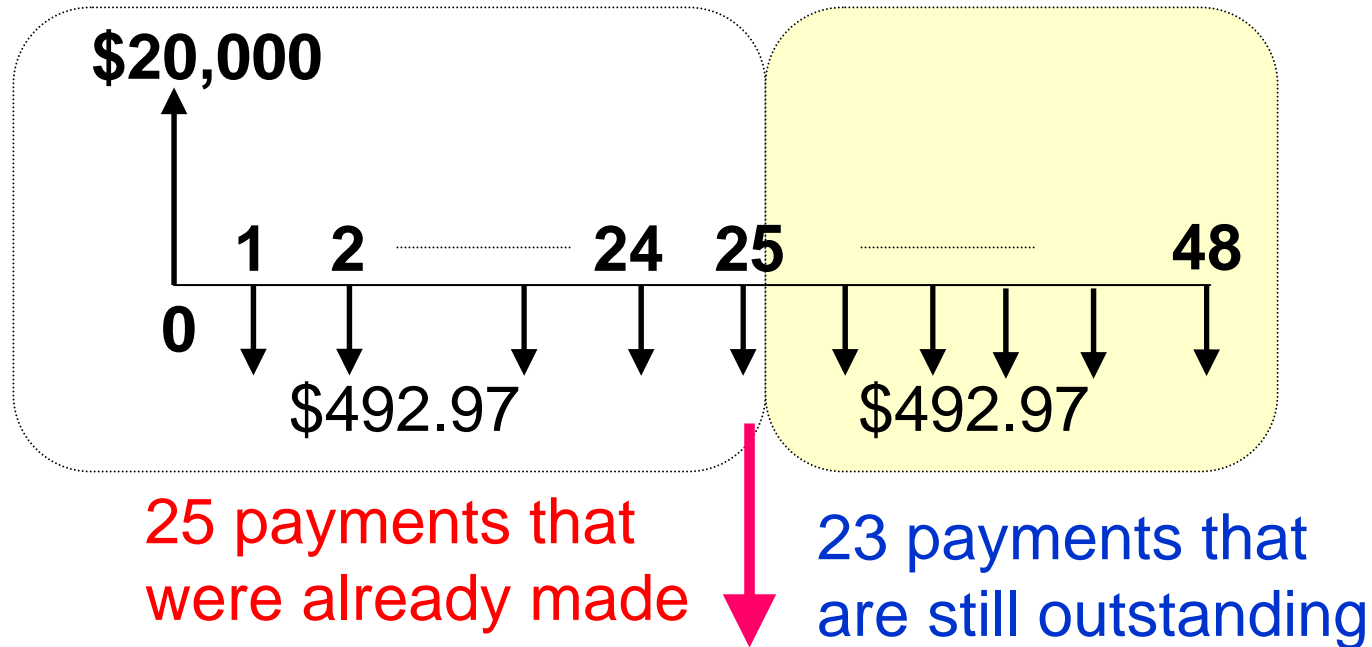 $20,000
1 2 24 25 48
0
$492.97 $492.97
25 payments that
were already made
23 payments that
are still outstanding